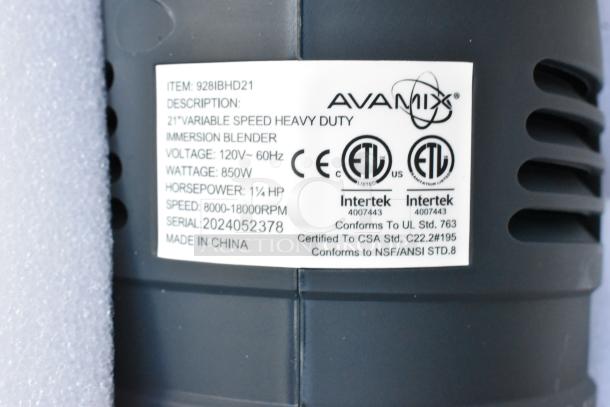 ITEM: 928IBHD21
DESCRIPTION:
21"VARIABLE SPEED HEAVY DUTY
IMMERSION BLENDER
VOLTAGE: 120V~ 60Hz
WATTAGE: 850W
HORSEPOWER: 1¼ HP
SPEED: 8000-18000RPM
SERIAL: 2024052378
MADE IN CHINA
AVAMIX®
CE
C ETL US
LISTED
Intertek
4007443
ETL
Intertek
4007443
Conforms To UL Std. 763
Certified To CSA Std. C22.2#195
Conforms to NSF/ANSI STD.8